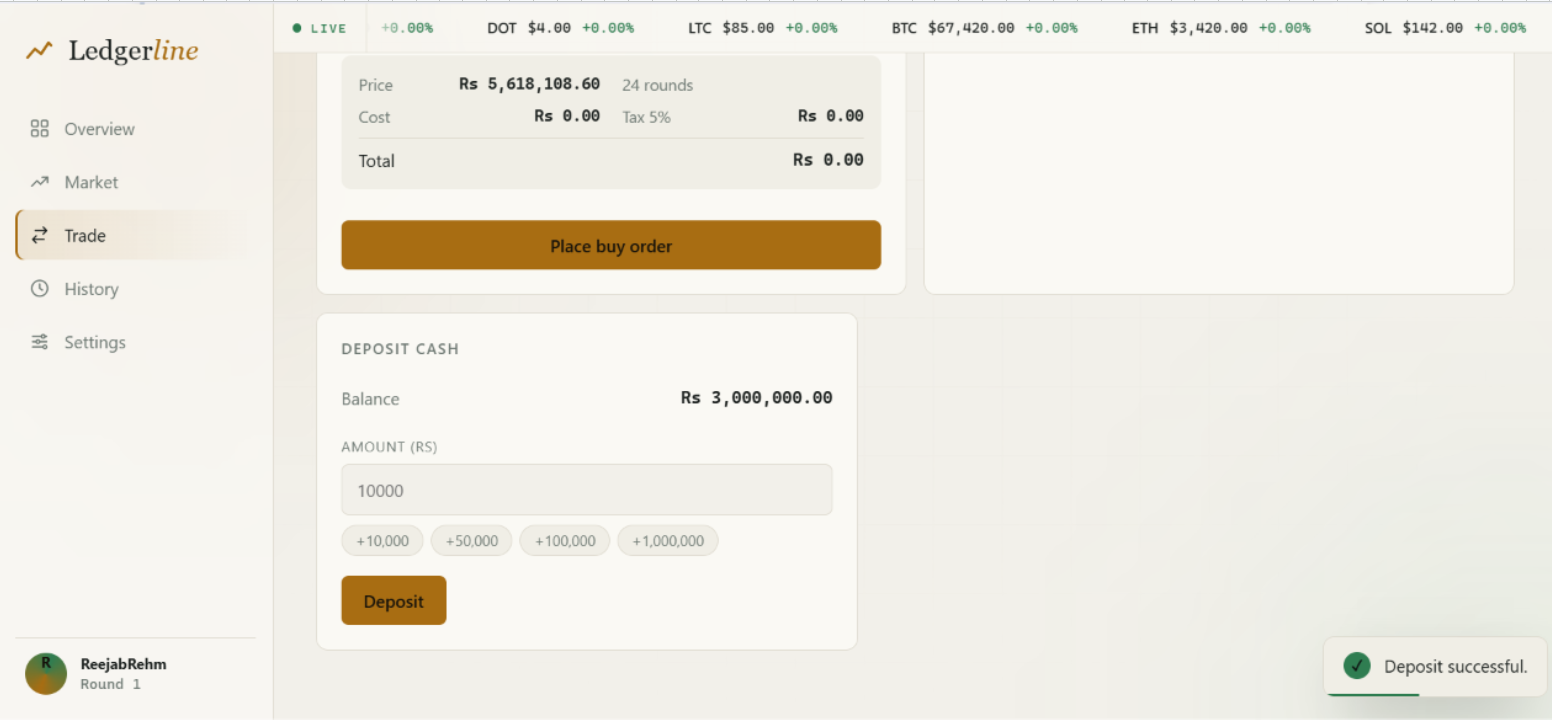 Ledgerline
LIVE +0.00% DOT $4.00 +0.00% LTC $85.00 +0.00% BTC $67,420.00 +0.00% ETH $3,420.00 +0.00% SOL $142.00 +0.00%
Overview
Market
Trade
History
Settings
R
ReejabRehm
Round 1
Price Rs 5,618,108.60 24 rounds
Cost Rs 0.00 Tax 5% Rs 0.00
Total Rs 0.00
Place buy order
DEPOSIT CASH
Balance Rs 3,000,000.00
AMOUNT (RS)
10000
+10,000 +50,000 +100,000 +1,000,000
Deposit
Deposit successful.